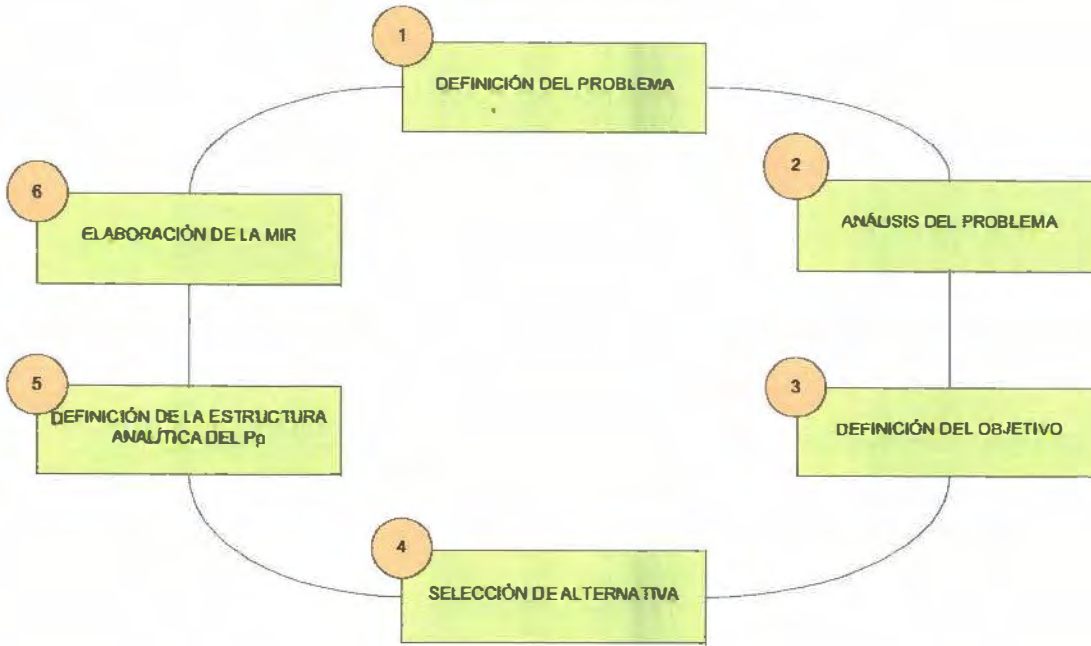 1
DEFINICIÓN DEL PROBLEMA
2
ANÁLISIS DEL PROBLEMA
3
DEFINICIÓN DEL OBJETIVO
4
SELECCIÓN DE ALTERNATIVA
5
DEFINICIÓN DE LA ESTRUCTURA
ANALÍTICA DEL Pp
6
ELABORACIÓN DE LA MIR